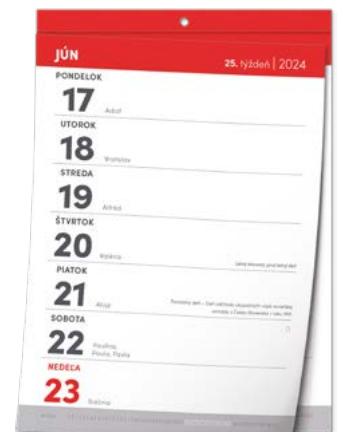 JÚN
25. týždeň | 2024
PONDELOK
17 Adolf
UTOROK
18 Vratislav
STREDA
19 Alfréd
ŠTVRTOK
20 Valéria
PIATOK
21 Alojz
SOBOTA
22 Paulína,
Paula, Pavla
NEDEĽA
23 Sidónia